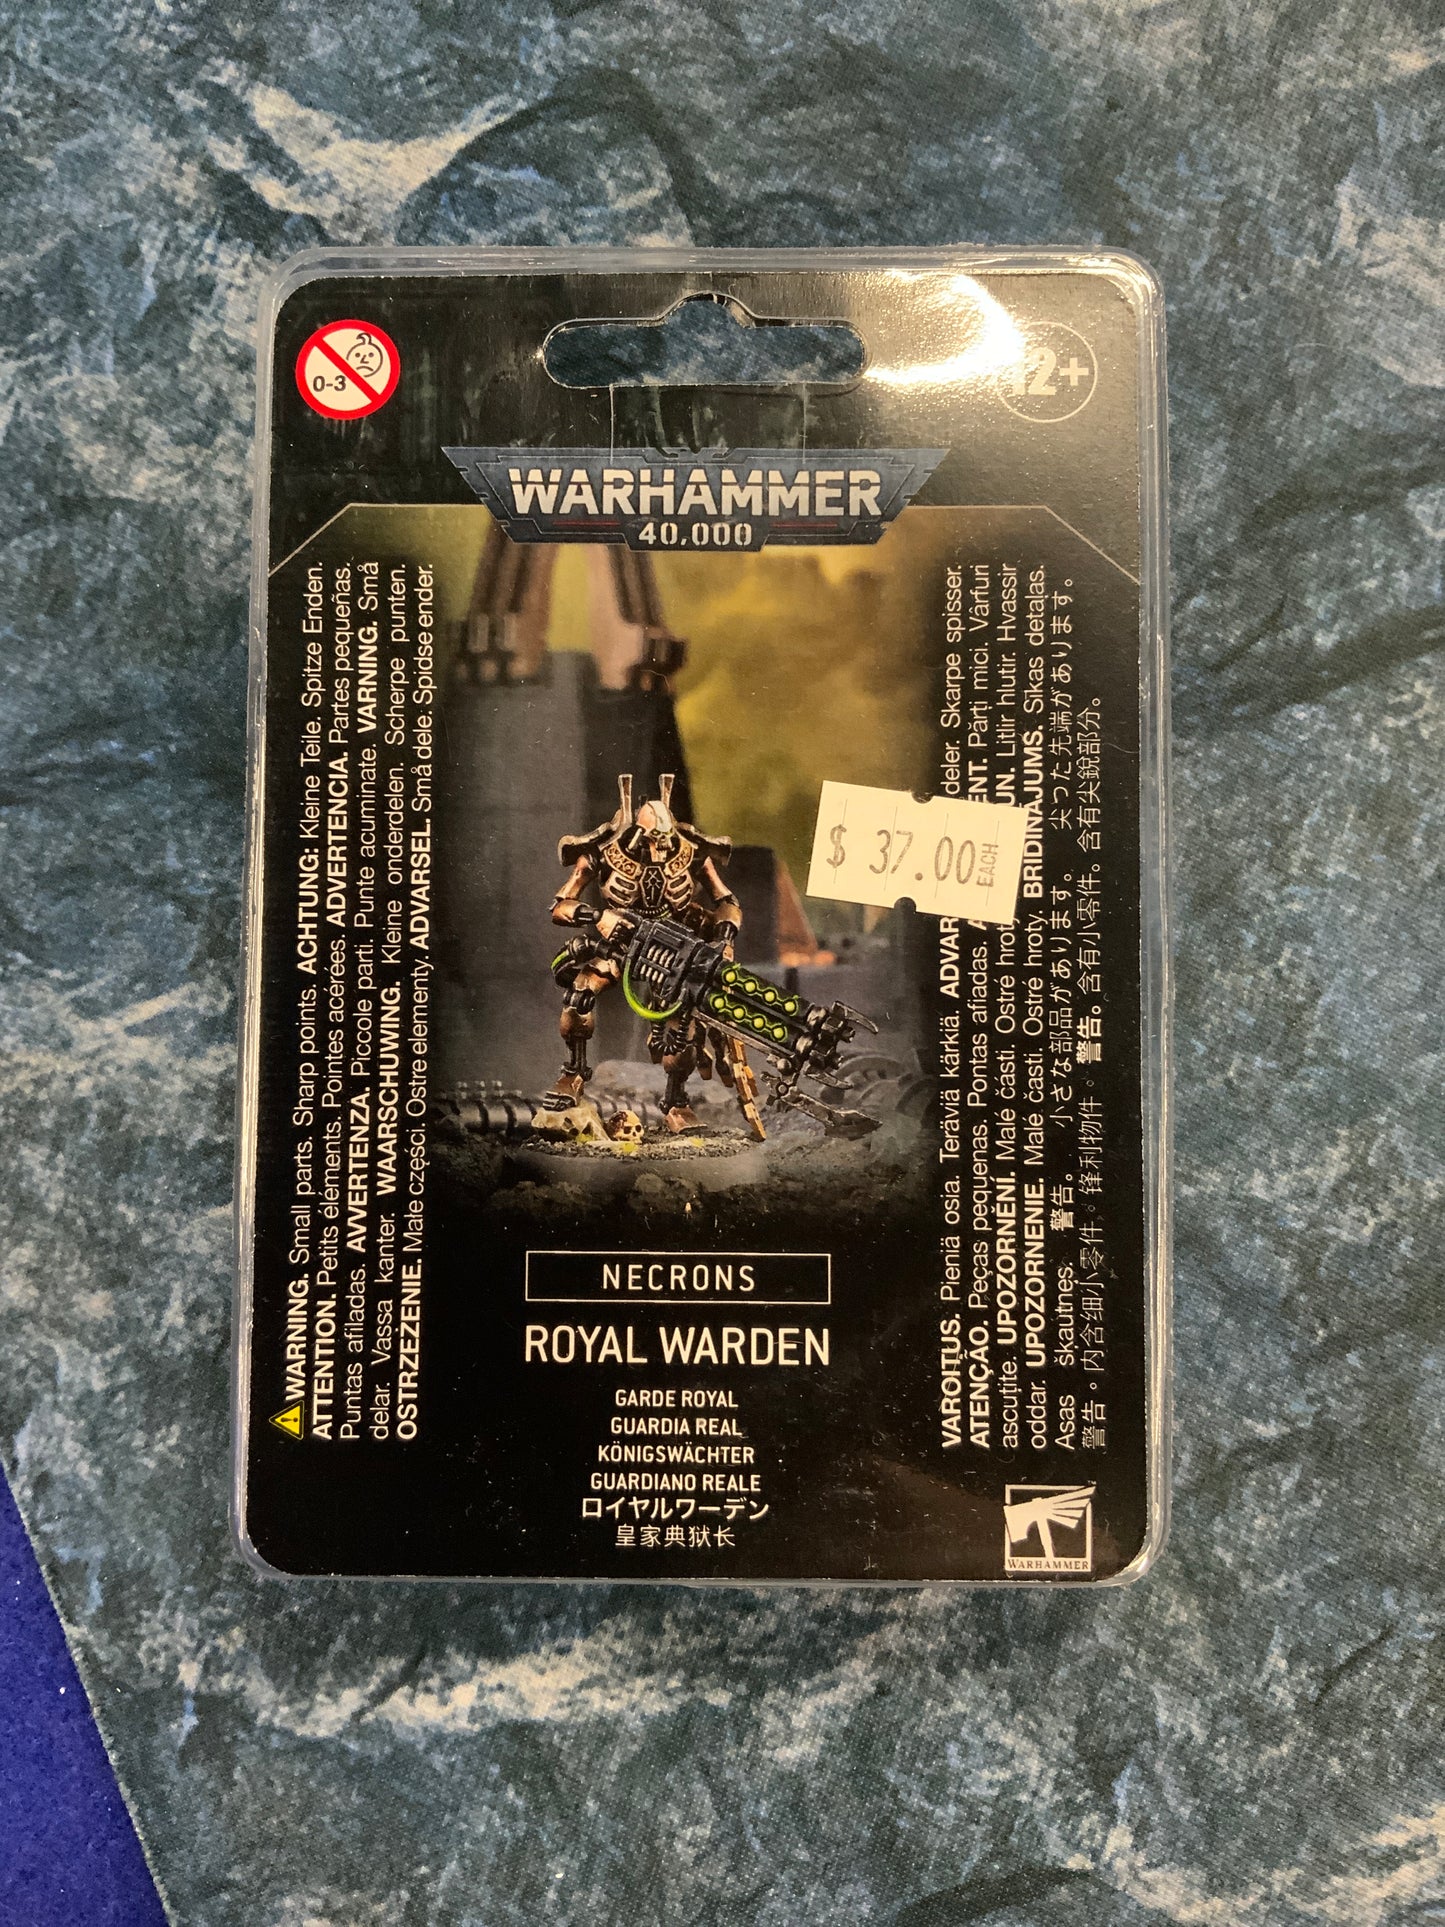 0-3
12+
WARHAMMER
40,000
WARNING. Small parts. Sharp points. ACHTUNG: Kleine Teile. Spitze Enden.
ATTENTION. Petits éléments. Pointes acérées. ADVERTENCIA. Partes pequeñas.
Puntas afiladas. AVVERTENZA. Piccole parti. Punte acuminate. VARNING. Små
delar. Vassa kanter. WAARSCHUWING. Kleine onderdelen. Scherpe punten.
OSTRZEŻENIE. Małe części. Ostre elementy. ADVARSEL. Små dele. Spidse ender.
$ 37.00 EACH
VAROITUS. Pieniä osia. Teräviä kärkiä. ADVAR deler. Skarpe spisser.
ATENÇÃO. Peças pequenas. Pontas afiadas. ENT. Părți mici. Vârfuri
ascuțite. UPOZORNĚNÍ. Malé části. Ostré hroty UN. Litlir hlutir. Hvassir
oddar. UPOZORNENIE. Malé časti. Ostré hroty. BRIDINĀJUMS. Sīkas detaļas.
Asas šķautnes. 警告。 小さな部品があります。 尖った先端があります。
警告。内含细小零件。锋利物件。 警告。含有小零件。含有尖銳部分。
NECRONS
ROYAL WARDEN
GARDE ROYAL
GUARDIA REAL
KÖNIGSWÄCHTER
GUARDIANO REALE
ロイヤルワーデン
皇家典狱长
WARHAMMER